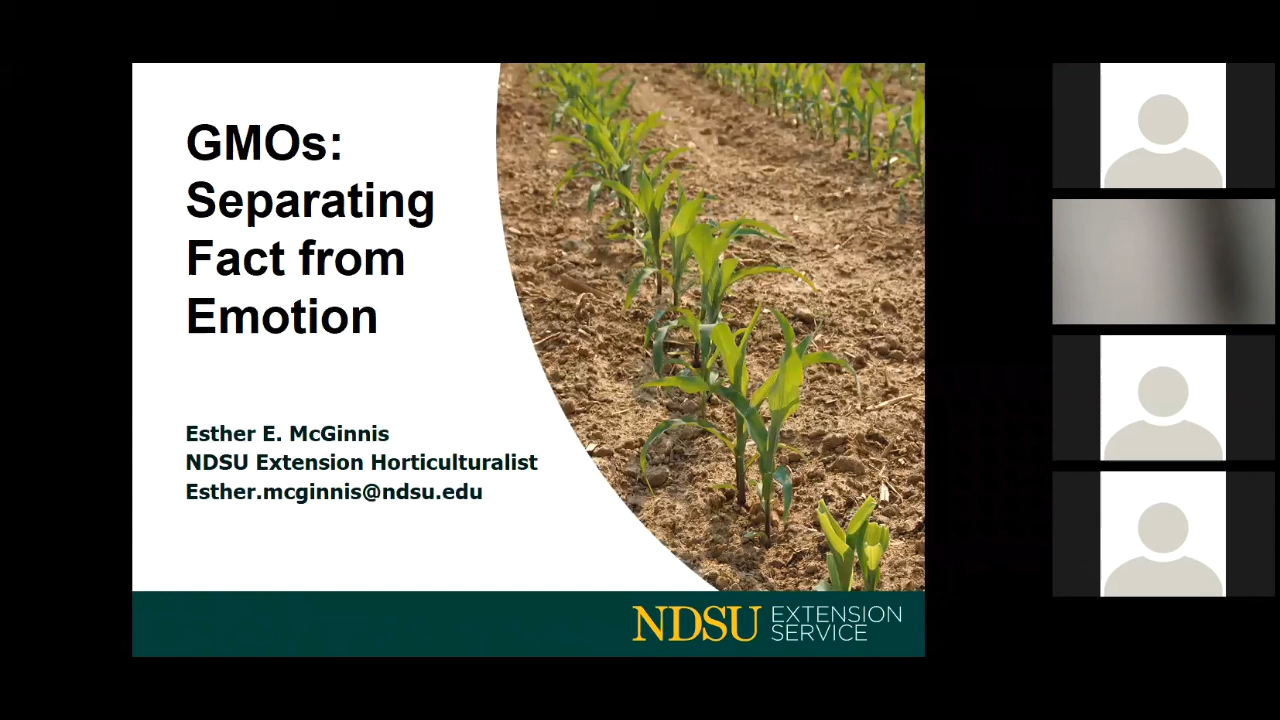 GMOs:
Separating
Fact from
Emotion
Esther E. McGinnis
NDSU Extension Horticulturalist
Esther.mcginnis@ndsu.edu
NDSU EXTENSION
SERVICE